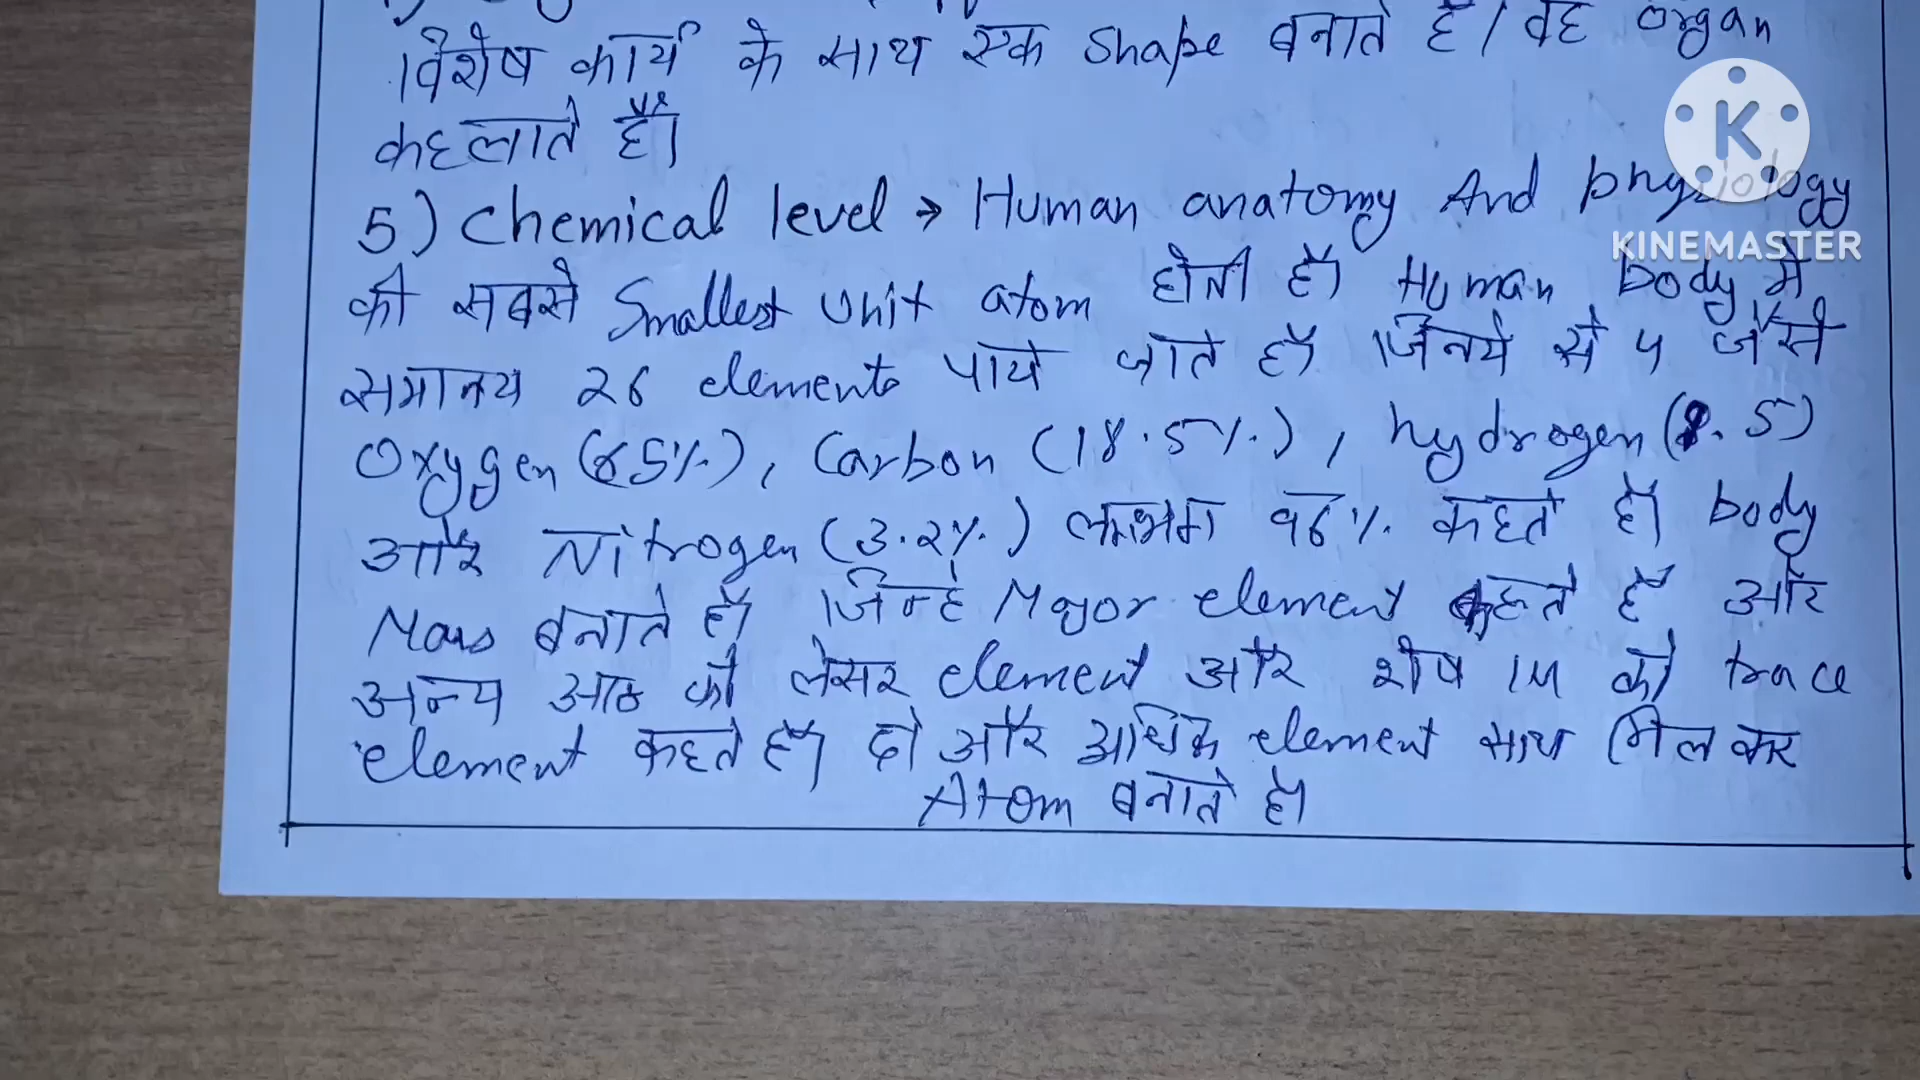 विशेष कार्य के साथ एक Shape बनाते है। वह organ
कहलाते हैं।
5) Chemical level → Human anatomy And physiology
की सबसे Smallest Unit atom होती हैं। Human body में
समानय 26 elements पाये जाते हैं। जिनमे से 4 जैसे
Oxygen (65%), Carbon (18.5%), hydrogen (9.5)
और Nitrogen (3.2%) लगभग 96% कहते हैं। body
Mass बनाते हैं। जिन्हे Major element कहते हैं और
अन्य आठ को लेसर element और शेष 14 को trace
element कहते हैं। दो और अधिक element साथ मिल कर
Atom बनाते हैं।
K
KINEMASTER